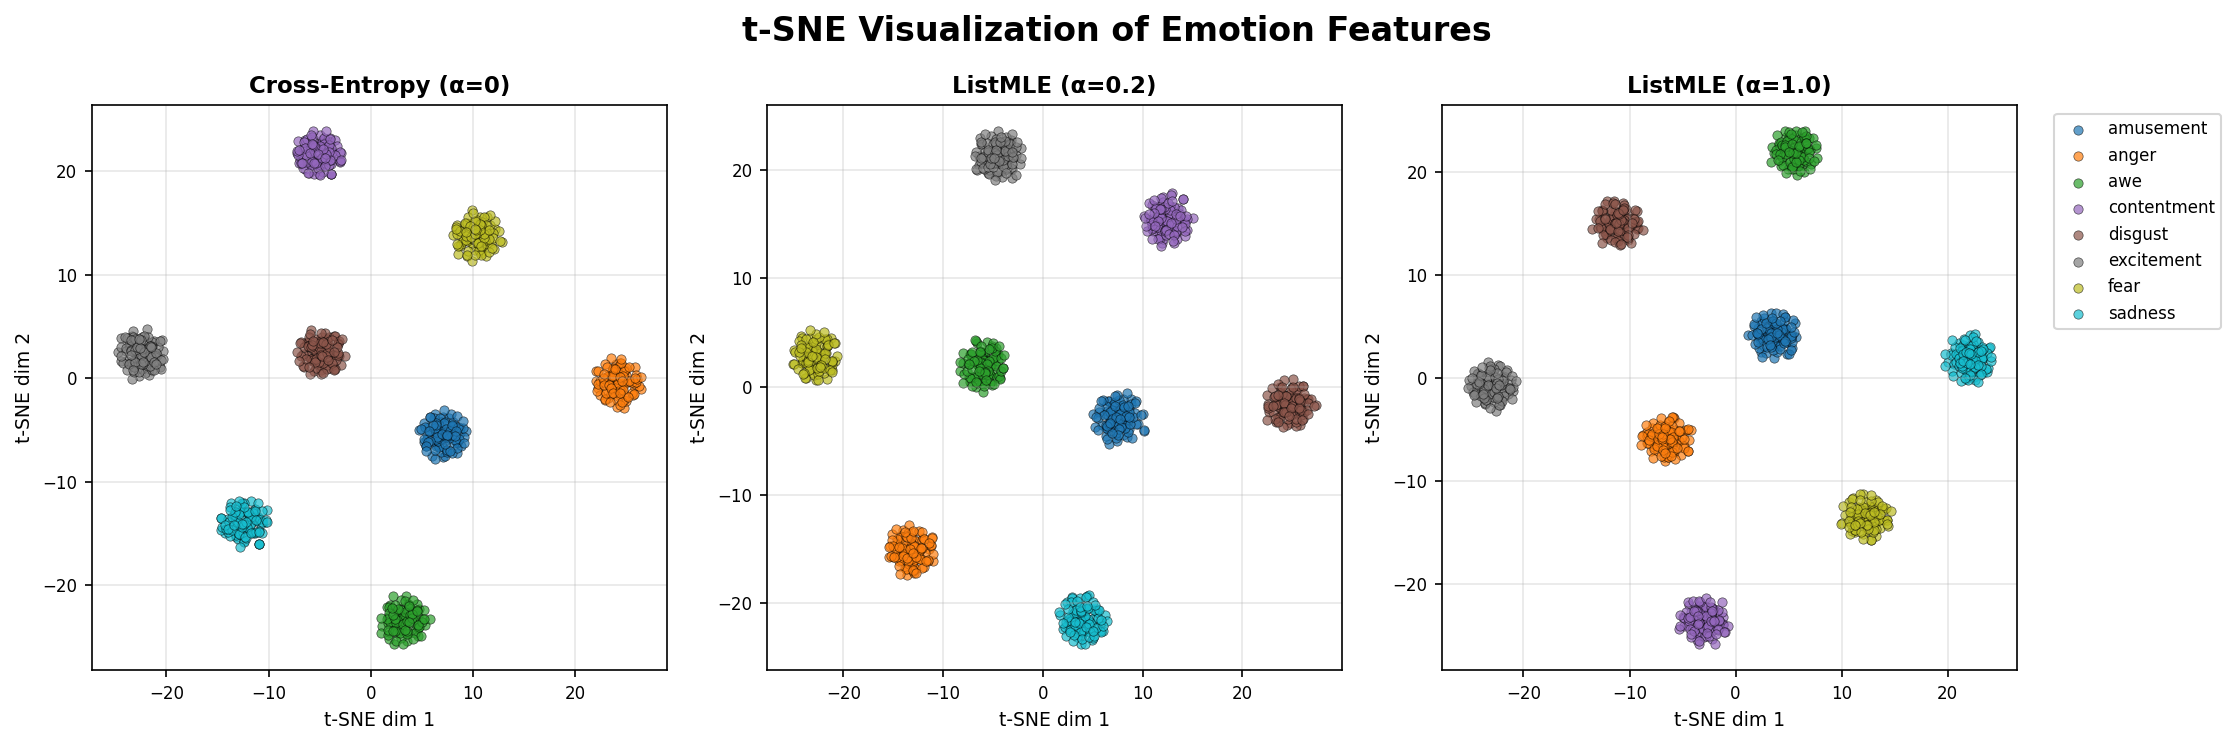 t-SNE Visualization of Emotion Features
Cross-Entropy (α=0)
20
10
0
−10
−20
t-SNE dim 2
−20 −10 0 10 20
t-SNE dim 1
ListMLE (α=0.2)
20
10
0
−10
−20
t-SNE dim 2
−20 −10 0 10 20
t-SNE dim 1
ListMLE (α=1.0)
20
10
0
−10
−20
t-SNE dim 2
−20 −10 0 10 20
t-SNE dim 1
amusement
anger
awe
contentment
disgust
excitement
fear
sadness